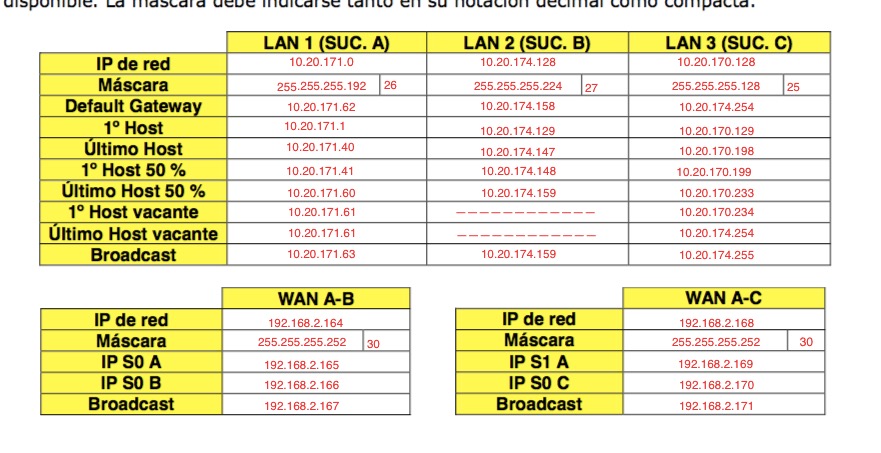 disponible. La máscara debe indicarse tanto en su notación decimal como compacta.
LAN 1 (SUC. A) LAN 2 (SUC. B) LAN 3 (SUC. C)
IP de red 10.20.171.0 10.20.174.128 10.20.170.128
Máscara 255.255.255.192 26 255.255.255.224 27 255.255.255.128 25
Default Gateway 10.20.171.62 10.20.174.158 10.20.174.254
1º Host 10.20.171.1 10.20.174.129 10.20.170.129
Último Host 10.20.171.40 10.20.174.147 10.20.170.198
1º Host 50 % 10.20.171.41 10.20.174.148 10.20.170.199
Último Host 50 % 10.20.171.60 10.20.174.159 10.20.170.233
1º Host vacante 10.20.171.61 ———————————— 10.20.170.234
Último Host vacante 10.20.171.61 ———————————— 10.20.174.254
Broadcast 10.20.171.63 10.20.174.159 10.20.174.255
WAN A-B
IP de red 192.168.2.164
Máscara 255.255.255.252 30
IP S0 A 192.168.2.165
IP S0 B 192.168.2.166
Broadcast 192.168.2.167
WAN A-C
IP de red 192.168.2.168
Máscara 255.255.255.252 30
IP S1 A 192.168.2.169
IP S0 C 192.168.2.170
Broadcast 192.168.2.171